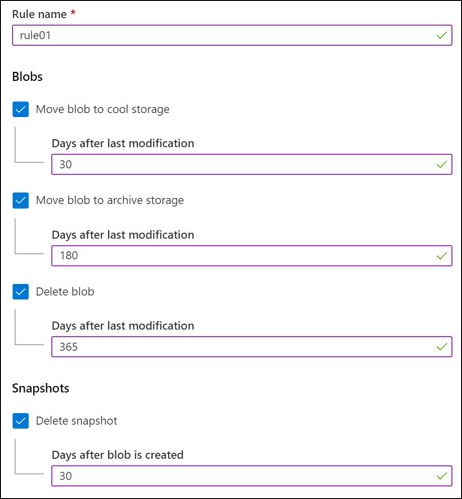 Rule name *
rule01
Blobs
Move blob to cool storage
Days after last modification
30
Move blob to archive storage
Days after last modification
180
Delete blob
Days after last modification
365
Snapshots
Delete snapshot
Days after blob is created
30